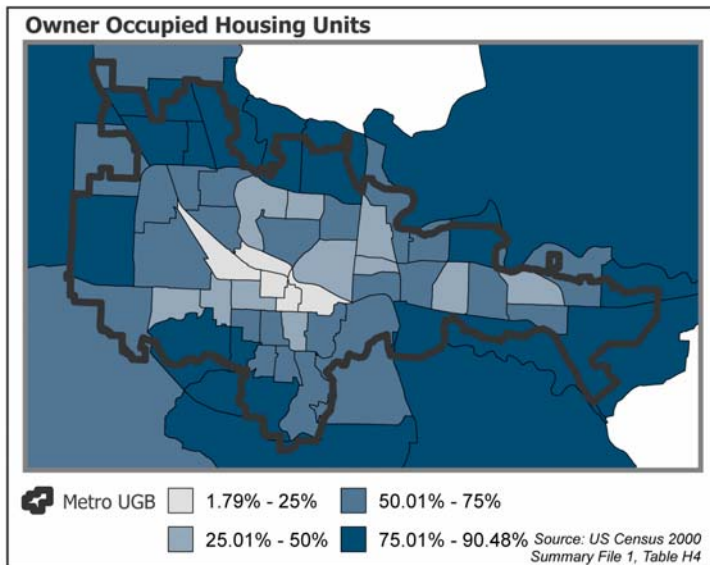 Owner Occupied Housing Units
Metro UGB
1.79% - 25%
50.01% - 75%
25.01% - 50%
75.01% - 90.48%
Source: US Census 2000
Summary File 1, Table H4